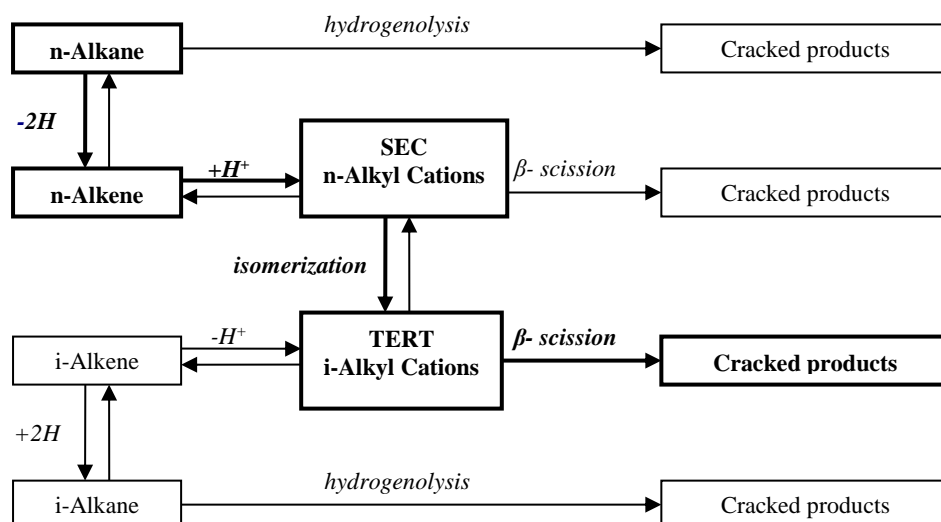 hydrogenolysis
n-Alkane
Cracked products
-2H
SEC
n-Alkyl Cations
+H⁺
β- scission
n-Alkene
Cracked products
isomerization
TERT
i-Alkyl Cations
-H⁺
β- scission
i-Alkene
Cracked products
+2H
hydrogenolysis
i-Alkane
Cracked products